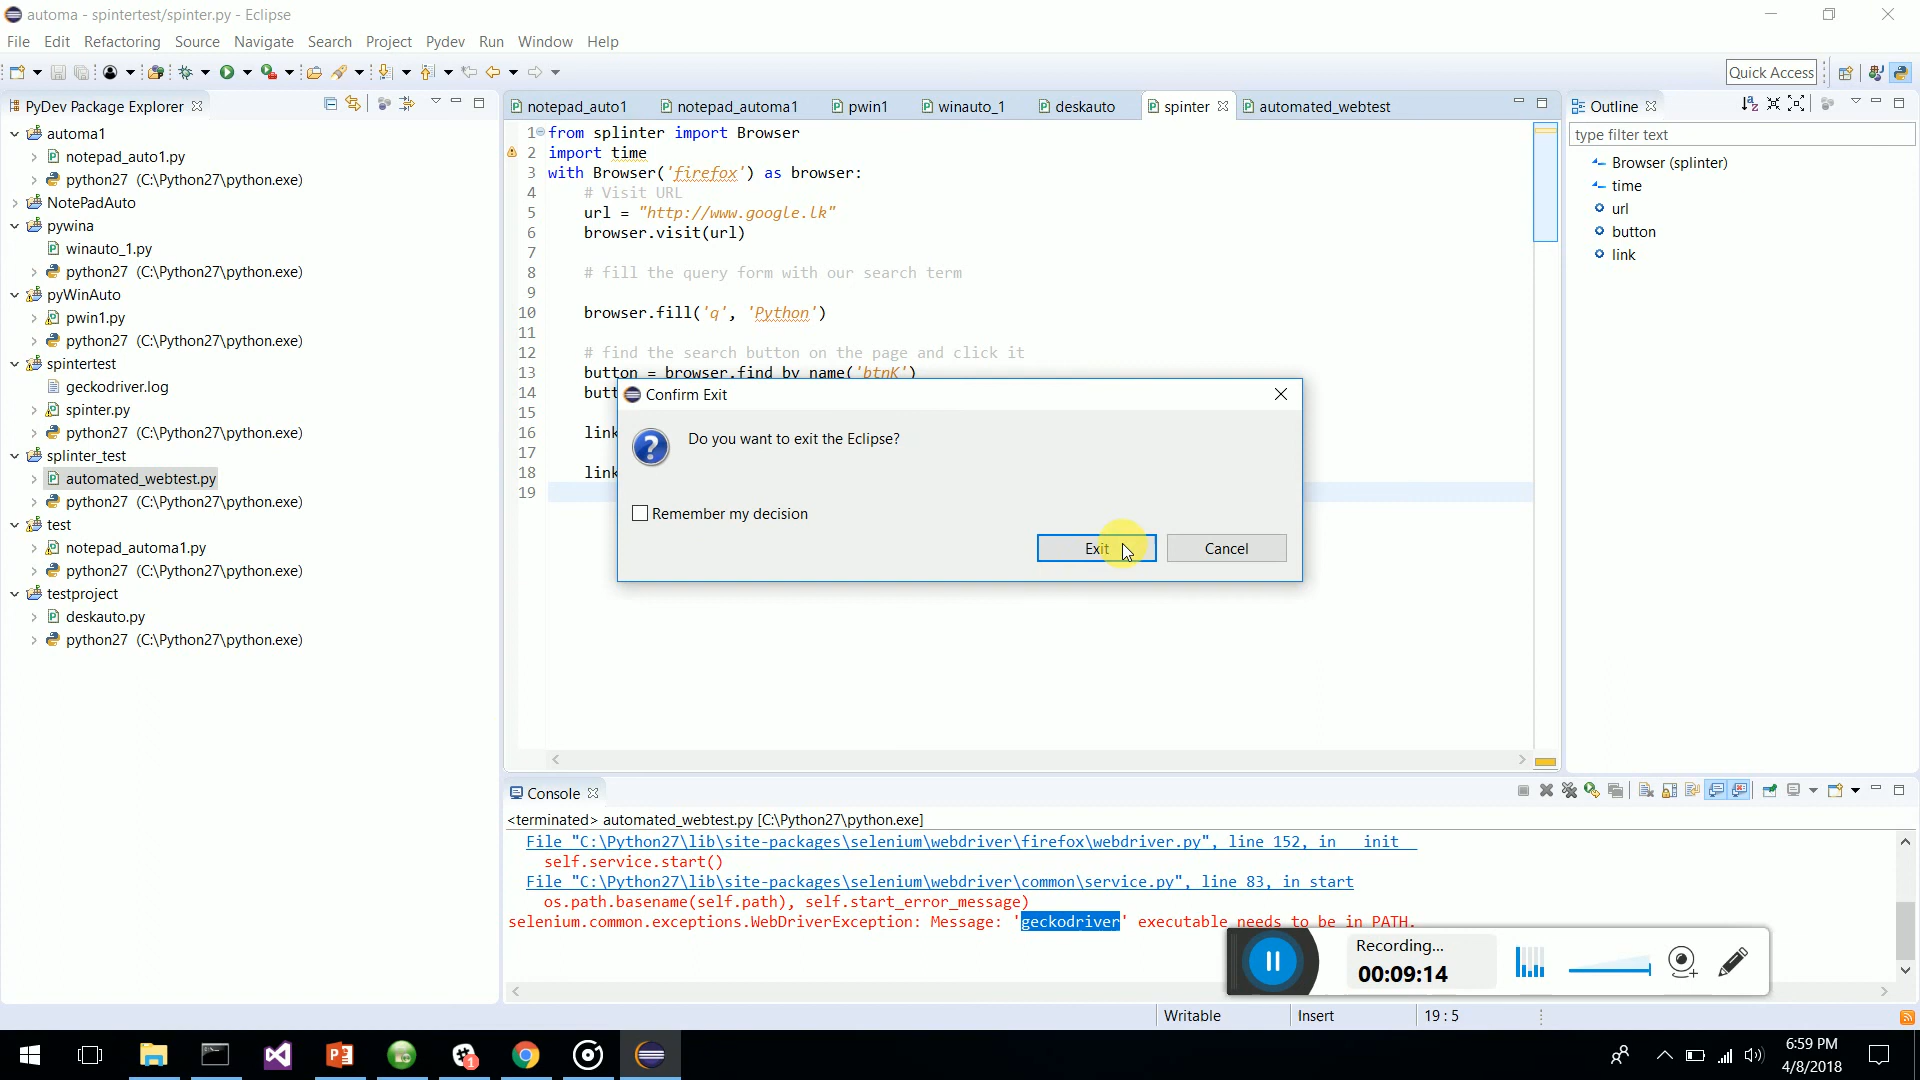 automa - spintertest/spinter.py - Eclipse
File Edit Refactoring Source Navigate Search Project Pydev Run Window Help
Quick Access
PyDev Package Explorer
automa1
notepad_auto1.py
python27 (C:\Python27\python.exe)
NotePadAuto
pywina
winauto_1.py
python27 (C:\Python27\python.exe)
pyWinAuto
pwin1.py
python27 (C:\Python27\python.exe)
spintertest
geckodriver.log
spinter.py
python27 (C:\Python27\python.exe)
splinter_test
automated_webtest.py
python27 (C:\Python27\python.exe)
test
notepad_automa1.py
python27 (C:\Python27\python.exe)
testproject
deskauto.py
python27 (C:\Python27\python.exe)
notepad_auto1 notepad_automa1 pwin1 winauto_1 deskauto spinter automated_webtest
1 from splinter import Browser
2 import time
3 with Browser('firefox') as browser:
4 # Visit URL
5 url = "http://www.google.lk"
6 browser.visit(url)
7
8 # fill the query form with our search term
9
10 browser.fill('q', 'Python')
11
12 # find the search button on the page and click it
13 button = browser.find_by_name('btnK')
14 butt
15
16 link
17
18 link
19
Confirm Exit
Do you want to exit the Eclipse?
Remember my decision
Exit Cancel
Outline
type filter text
Browser (splinter)
time
url
button
link
Console
<terminated> automated_webtest.py [C:\Python27\python.exe]
File "C:\Python27\lib\site-packages\selenium\webdriver\firefox\webdriver.py", line 152, in __init__
self.service.start()
File "C:\Python27\lib\site-packages\selenium\webdriver\common\service.py", line 83, in start
os.path.basename(self.path), self.start_error_message)
selenium.common.exceptions.WebDriverException: Message: 'geckodriver' executable needs to be in PATH.
Recording...
00:09:14
Writable Insert 19 : 5
1
6:59 PM
4/8/2018